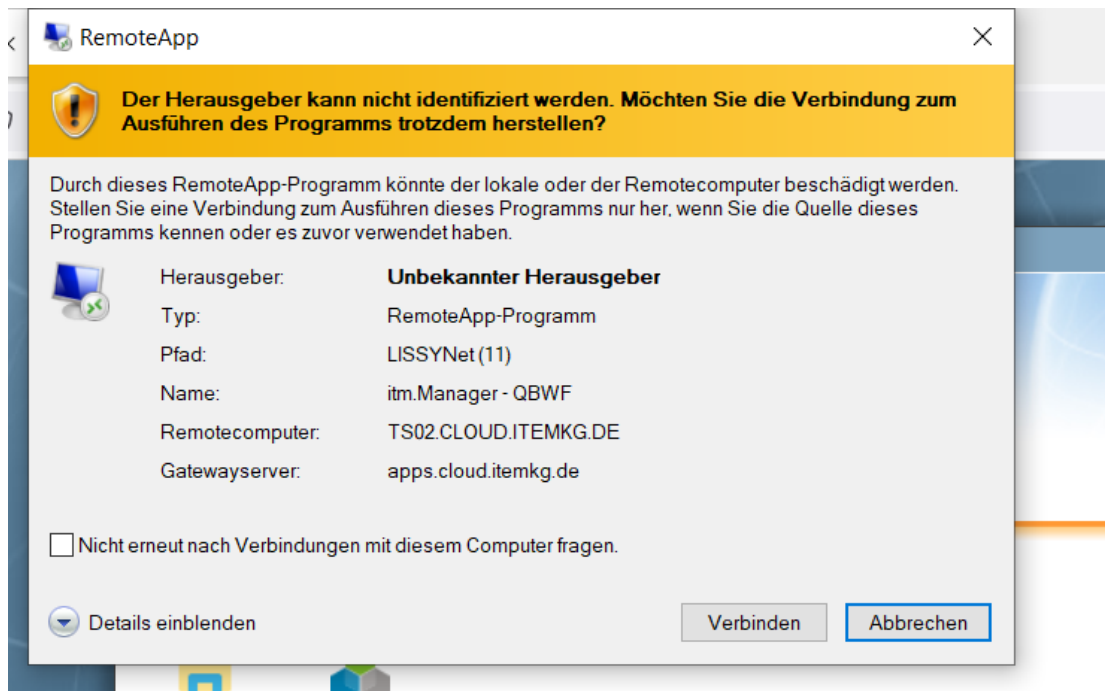 RemoteApp
Der Herausgeber kann nicht identifiziert werden. Möchten Sie die Verbindung zum
Ausführen des Programms trotzdem herstellen?
Durch dieses RemoteApp-Programm könnte der lokale oder der Remotecomputer beschädigt werden.
Stellen Sie eine Verbindung zum Ausführen dieses Programms nur her, wenn Sie die Quelle dieses
Programms kennen oder es zuvor verwendet haben.
Herausgeber: Unbekannter Herausgeber
Typ: RemoteApp-Programm
Pfad: LISSYNet (11)
Name: itm.Manager - QBWF
Remotecomputer: TS02.CLOUD.ITEMKG.DE
Gatewayserver: apps.cloud.itemkg.de
Nicht erneut nach Verbindungen mit diesem Computer fragen.
Details einblenden Verbinden Abbrechen